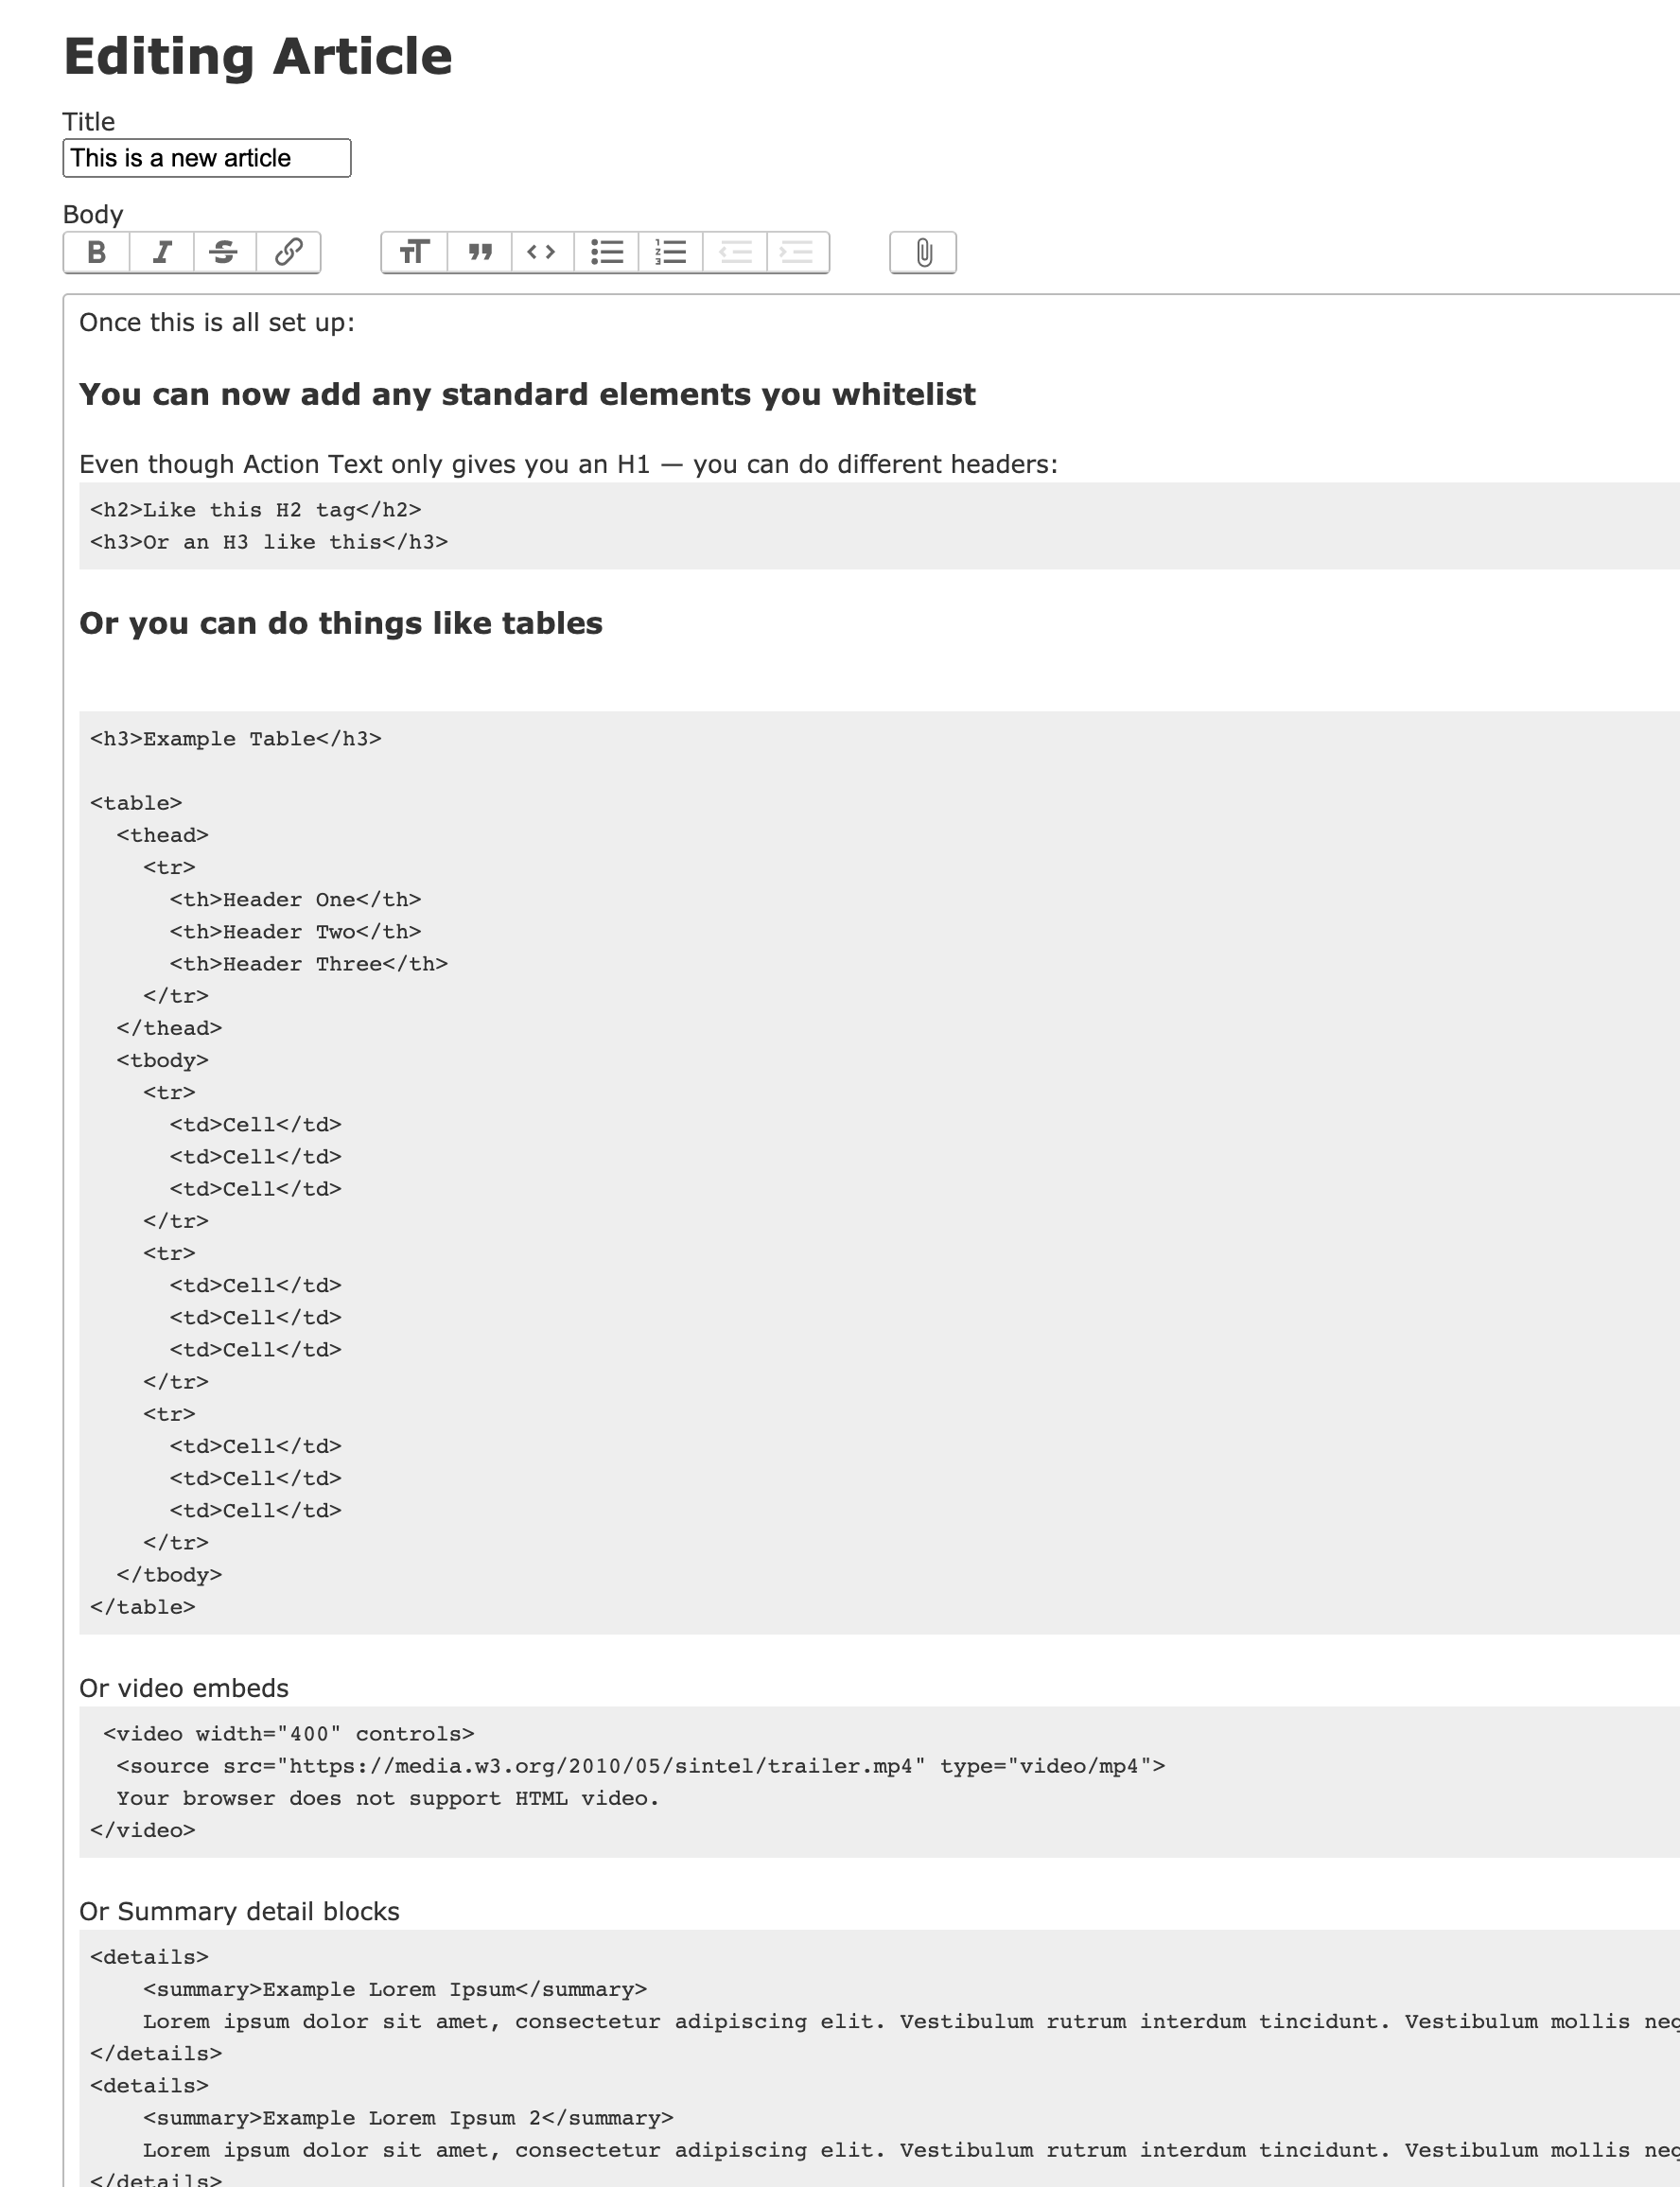 Editing Article
Title
This is a new article
Body
Once this is all set up:
You can now add any standard elements you whitelist
Even though Action Text only gives you an H1 — you can do different headers:
<h2>Like this H2 tag</h2>
<h3>Or an H3 like this</h3>
Or you can do things like tables
<h3>Example Table</h3>
<table>
  <thead>
    <tr>
      <th>Header One</th>
      <th>Header Two</th>
      <th>Header Three</th>
    </tr>
  </thead>
  <tbody>
    <tr>
      <td>Cell</td>
      <td>Cell</td>
      <td>Cell</td>
    </tr>
    <tr>
      <td>Cell</td>
      <td>Cell</td>
      <td>Cell</td>
    </tr>
    <tr>
      <td>Cell</td>
      <td>Cell</td>
      <td>Cell</td>
    </tr>
  </tbody>
</table>
Or video embeds
 <video width="400" controls>
  <source src="https://media.w3.org/2010/05/sintel/trailer.mp4" type="video/mp4">
  Your browser does not support HTML video.
</video>
Or Summary detail blocks
<details>
    <summary>Example Lorem Ipsum</summary>
    Lorem ipsum dolor sit amet, consectetur adipiscing elit. Vestibulum rutrum interdum tincidunt. Vestibulum mollis
</details>
<details>
    <summary>Example Lorem Ipsum 2</summary>
    Lorem ipsum dolor sit amet, consectetur adipiscing elit. Vestibulum rutrum interdum tincidunt. Vestibulum mollis
</details>